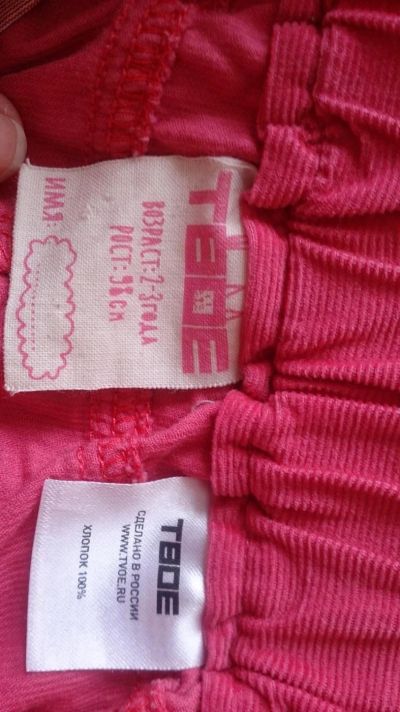 ТВОЕ
ВОЗРАСТ: 2-3 ГОДА
РОСТ: 98 СМ
ИМЯ:
ТВОЕ
СДЕЛАНО В РОССИИ
WWW.TVOE.RU
ХЛОПОК 100%